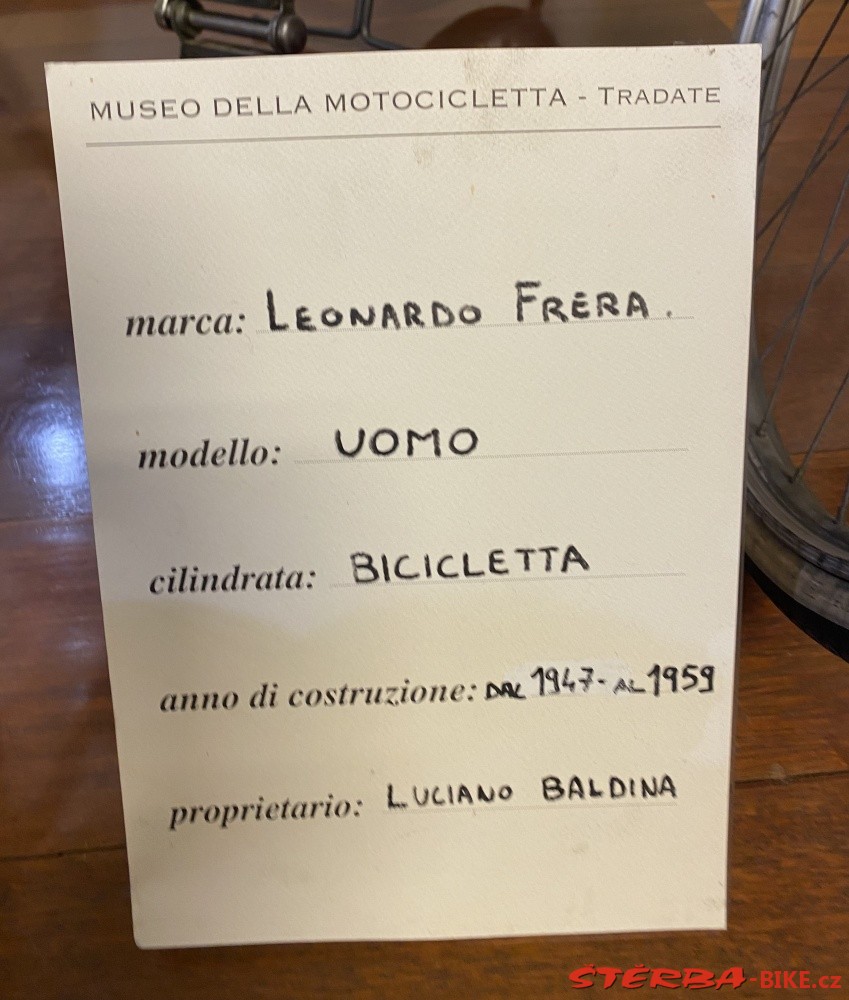 MUSEO DELLA MOTOCICLETTA - TRADATE
marca: LEONARDO FRERA.
modello: UOMO
cilindrata: BICICLETTA
anno di costruzione: DAL 1947- AL 1959
proprietario: LUCIANO BALDINA
ŠTĚRBA-BIKE.cz